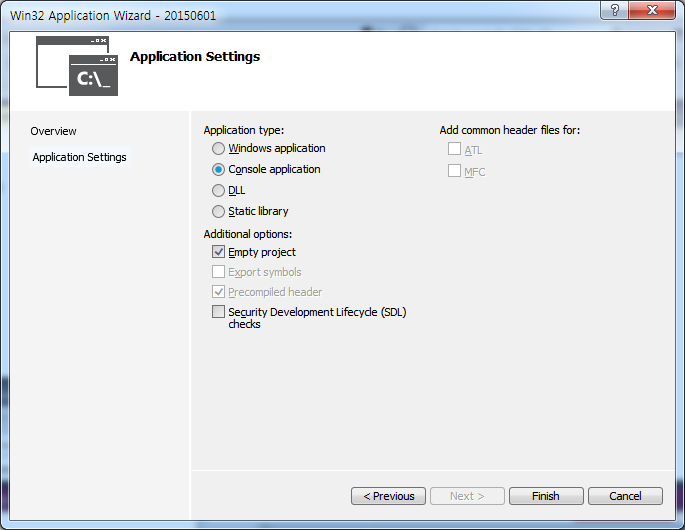 Win32 Application Wizard - 20150601
C:\_
Application Settings
Overview
Application Settings
Application type:
Windows application
Console application
DLL
Static library
Additional options:
Empty project
Export symbols
Precompiled header
Security Development Lifecycle (SDL)
checks
Add common header files for:
ATL
MFC
< Previous
Next >
Finish
Cancel